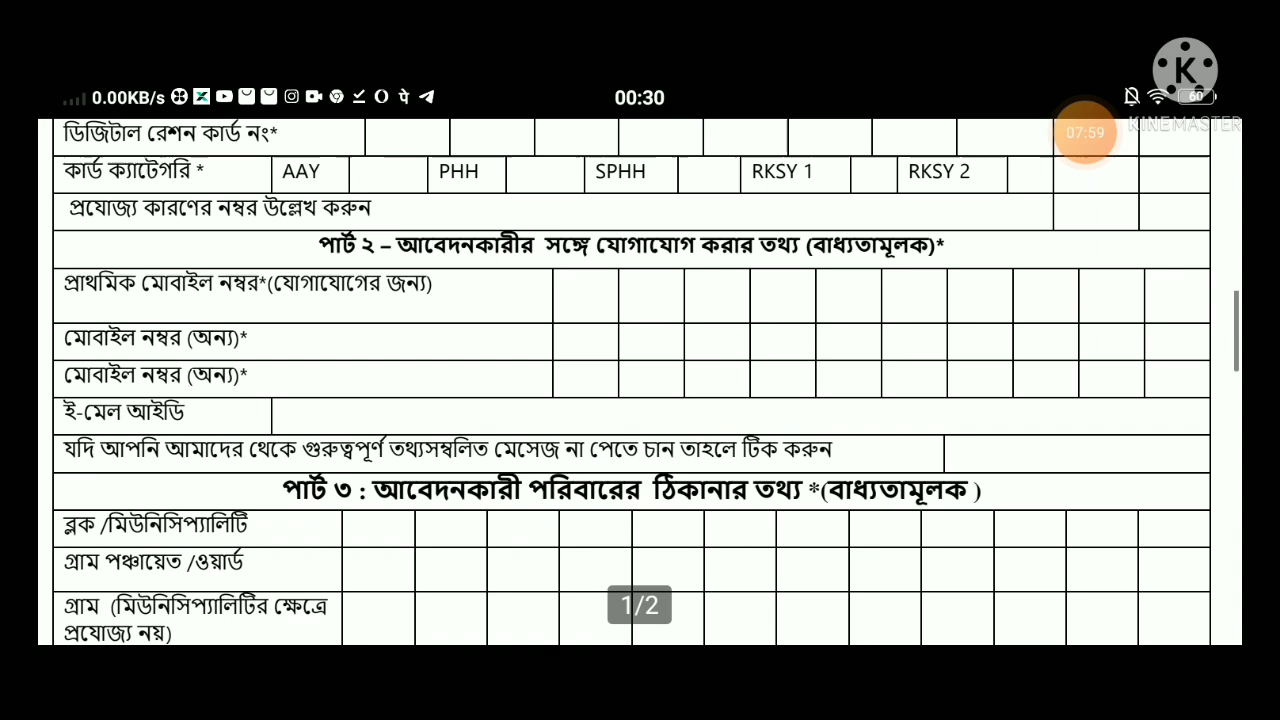 0.00KB/s
00:30
60
KINEMASTER
07:59
ডিজিটাল রেশন কার্ড নং*
কার্ড ক্যাটেগরি * AAY PHH SPHH RKSY 1 RKSY 2
প্রযোজ্য কারণের নম্বর উল্লেখ করুন
পার্ট ২ – আবেদনকারীর সঙ্গে যোগাযোগ করার তথ্য (বাধ্যতামূলক)*
প্রাথমিক মোবাইল নম্বর*(যোগাযোগের জন্য)
মোবাইল নম্বর (অন্য)*
মোবাইল নম্বর (অন্য)*
ই-মেল আইডি
যদি আপনি আমাদের থেকে গুরুত্বপূর্ণ তথ্যসম্বলিত মেসেজ না পেতে চান তাহলে টিক করুন
পার্ট ৩ : আবেদনকারী পরিবারের ঠিকানার তথ্য *(বাধ্যতামূলক )
ব্লক /মিউনিসিপ্যালিটি
গ্রাম পঞ্চায়েত /ওয়ার্ড
গ্রাম (মিউনিসিপ্যালিটির ক্ষেত্রে
প্রযোজ্য নয়)
1/2